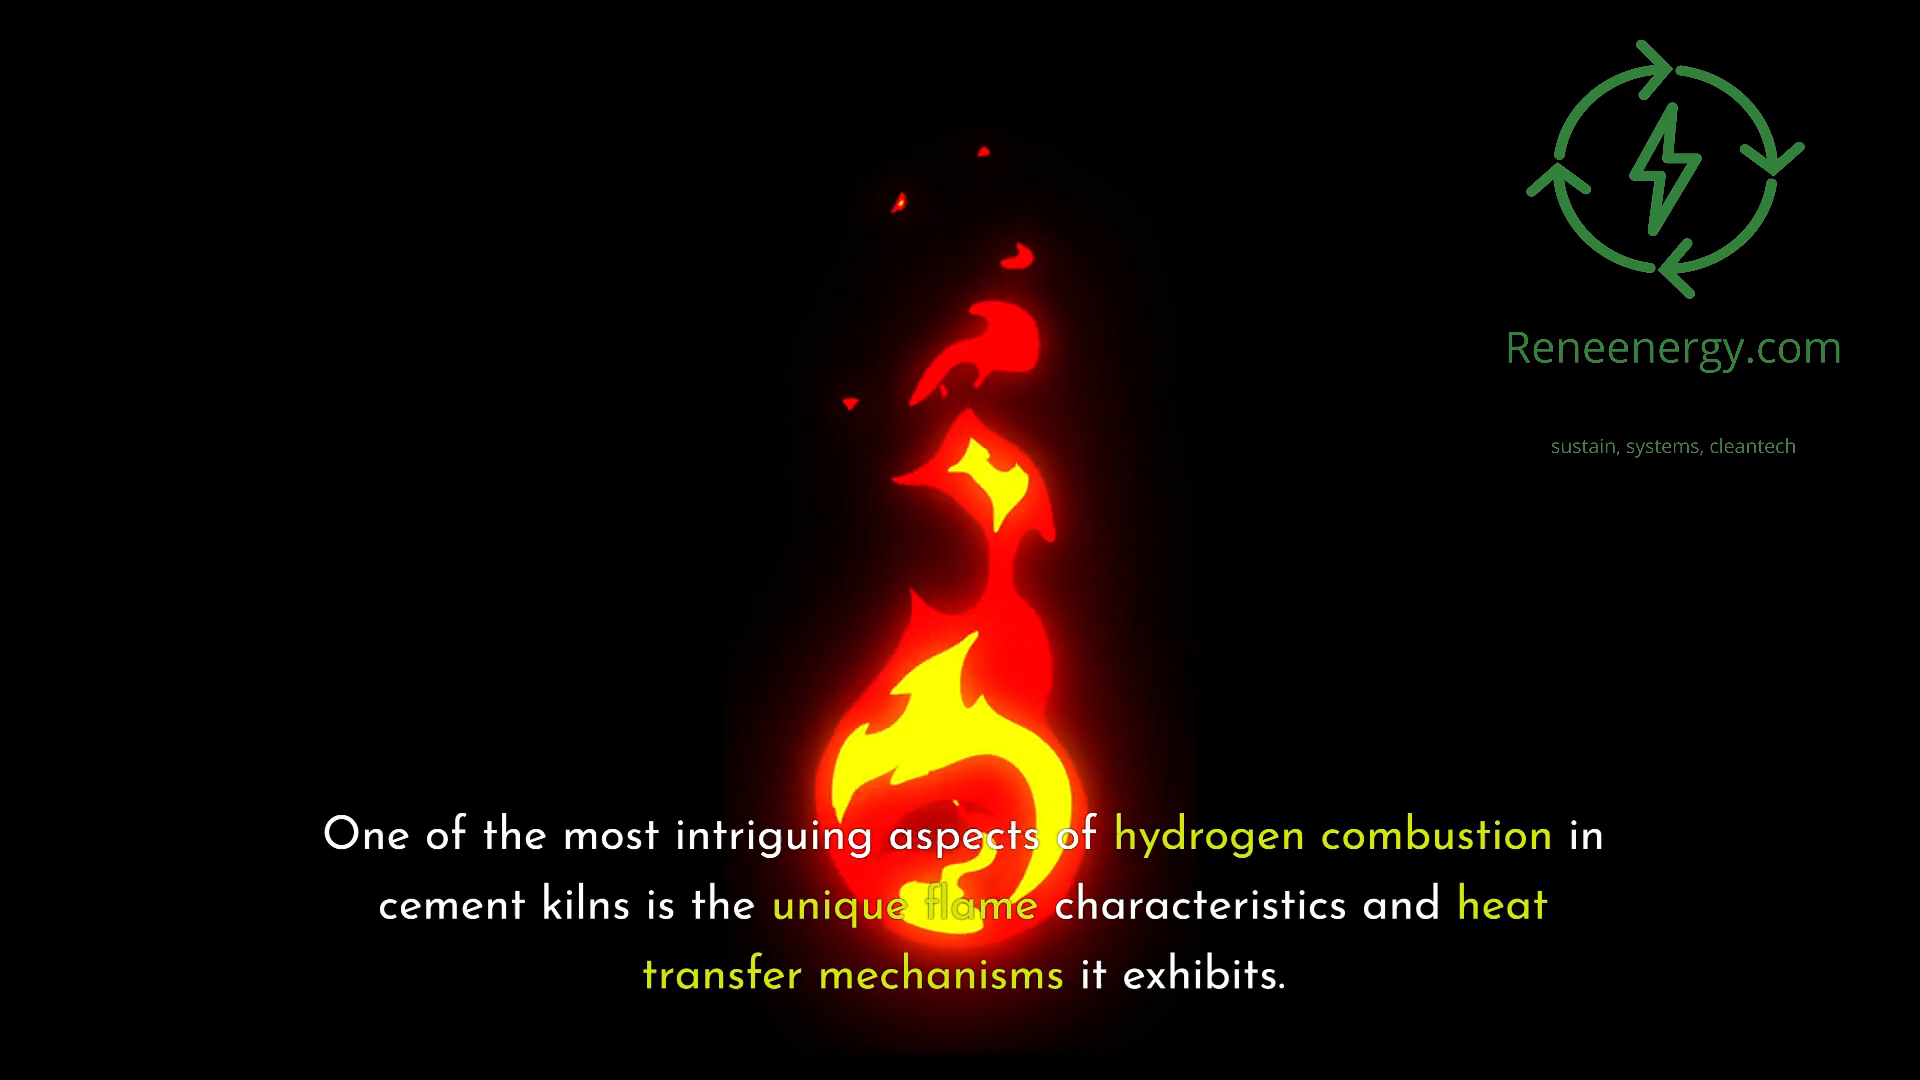 Reneenergy.com
sustain, systems, cleantech
One of the most intriguing aspects of hydrogen combustion in
cement kilns is the unique flame characteristics and heat
transfer mechanisms it exhibits.